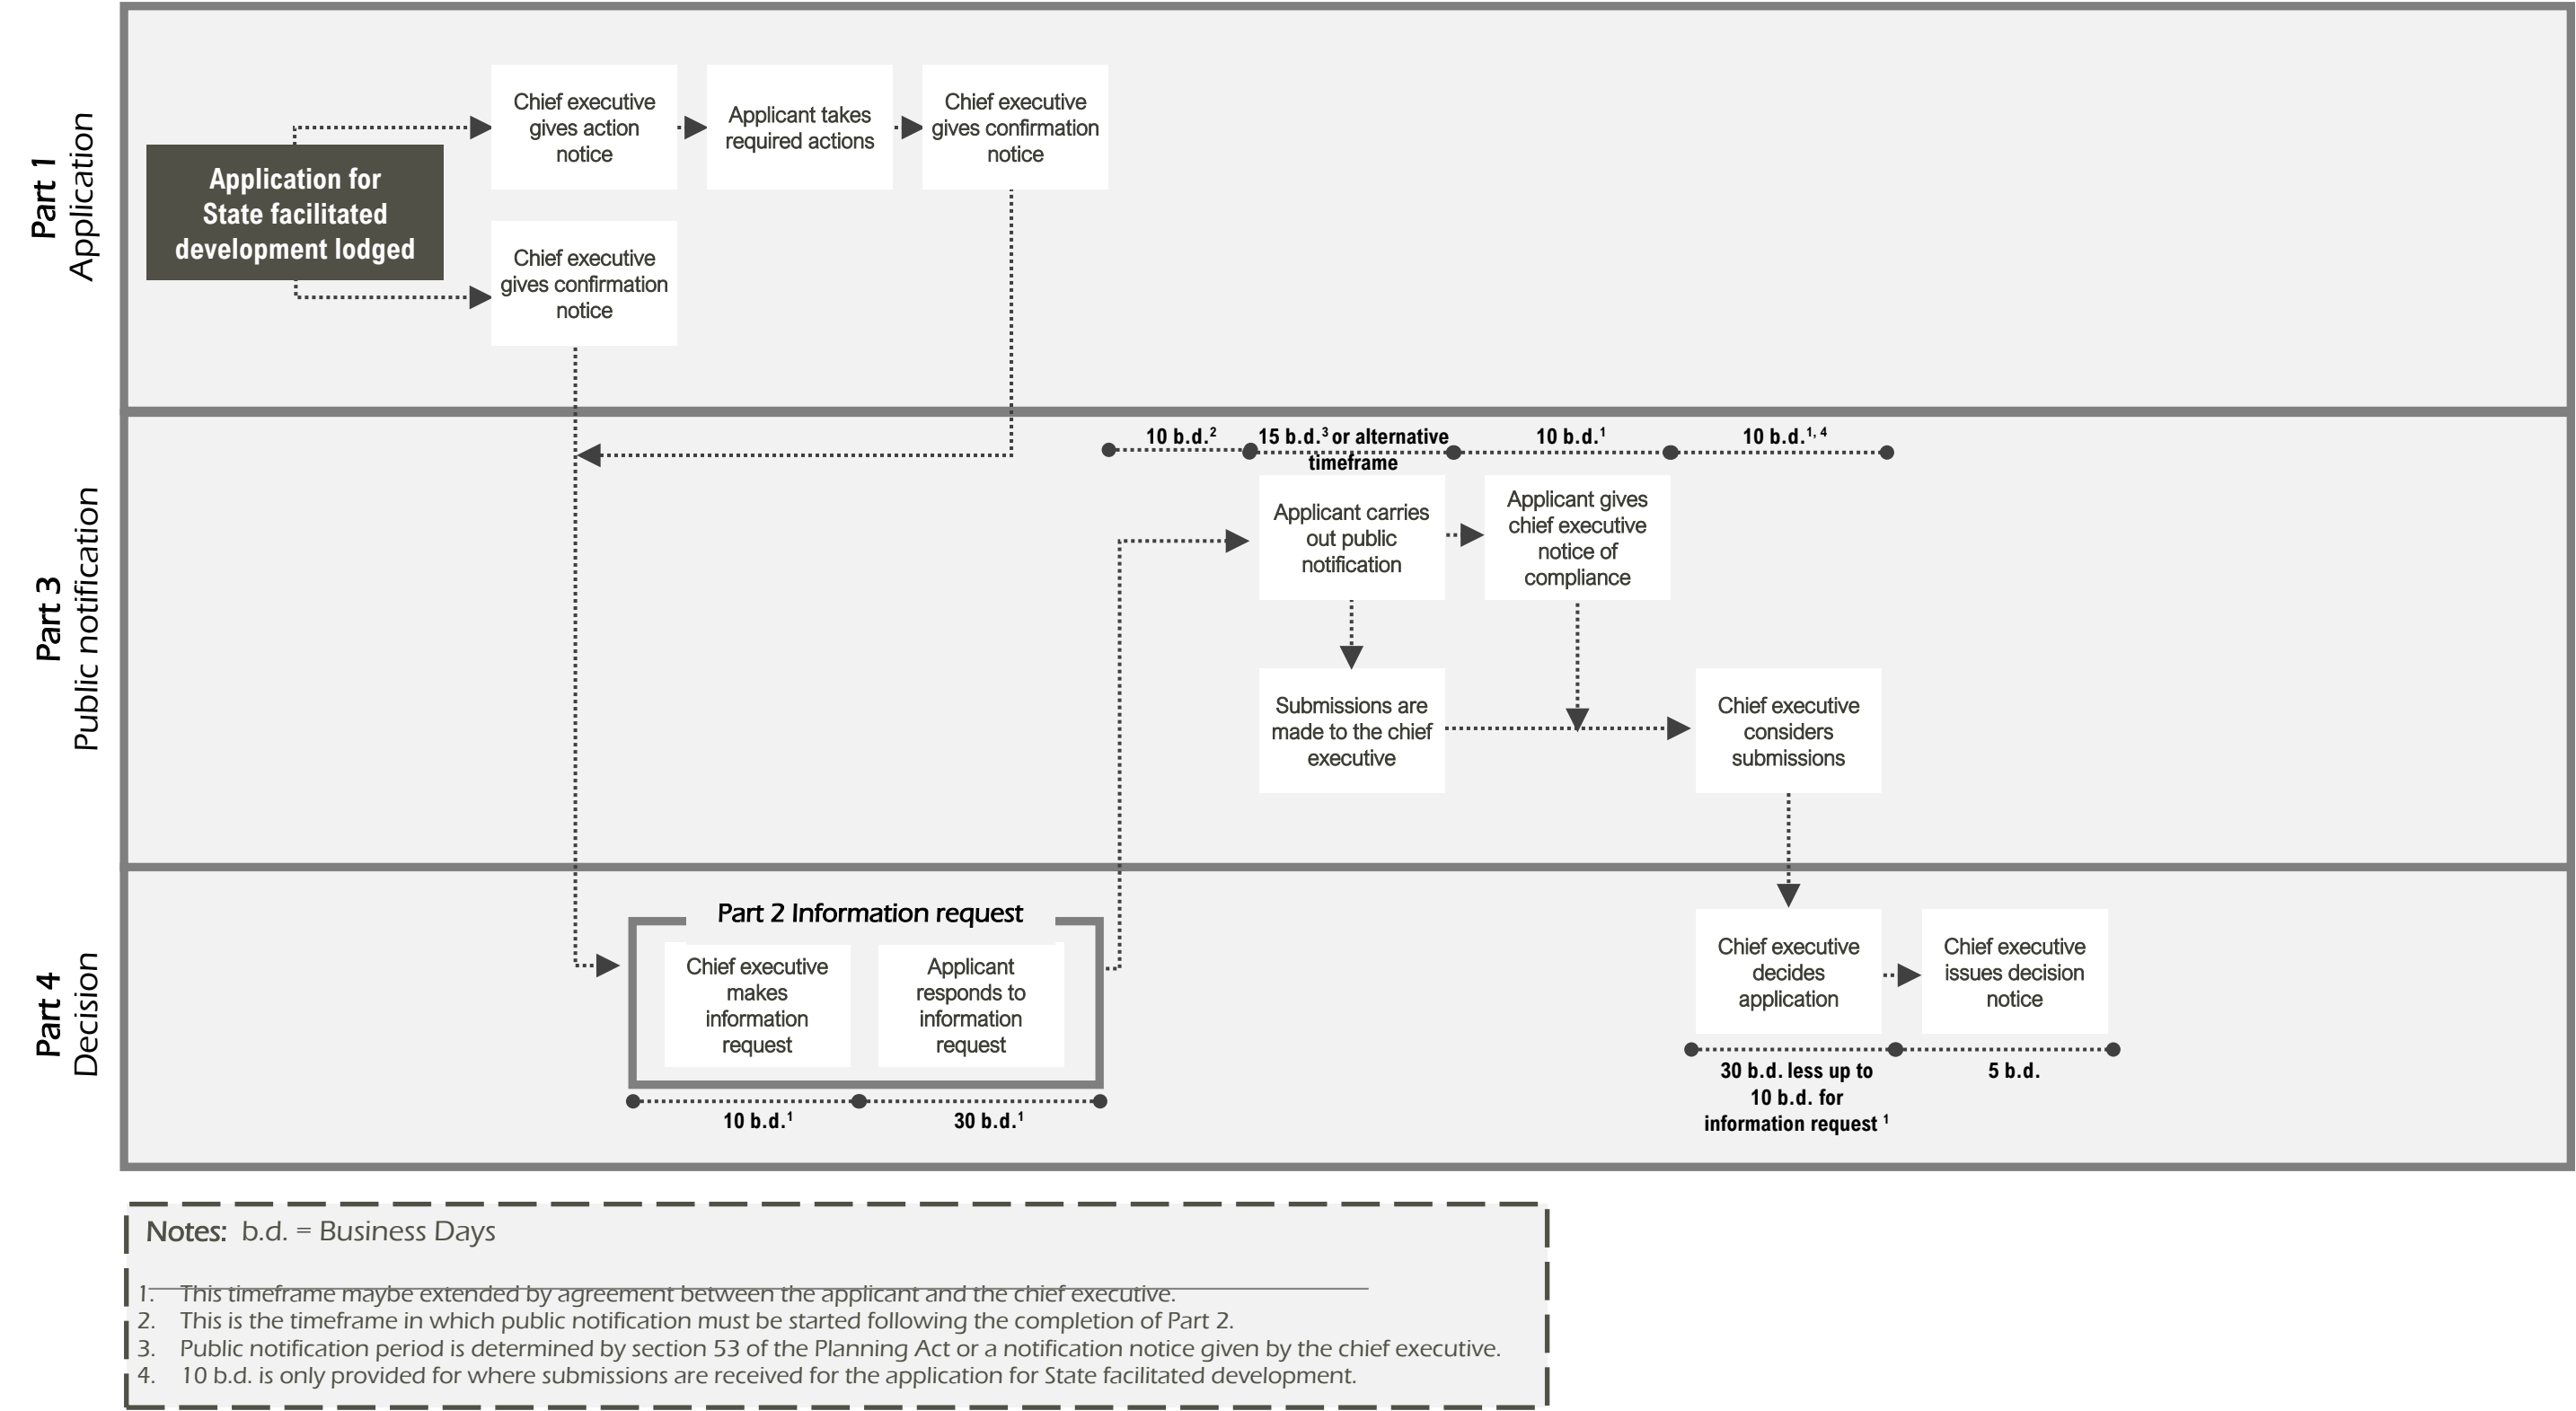 Part 1
Application
Chief executive
gives action
notice
Applicant takes
required actions
Chief executive
gives confirmation
notice
Application for
State facilitated
development lodged
Chief executive
gives confirmation
notice
Part 3
Public notification
10 b.d.²
15 b.d.³ or alternative
timeframe
10 b.d.¹
10 b.d.¹, ⁴
Applicant carries
out public
notification
Applicant gives
chief executive
notice of
compliance
Submissions are
made to the chief
executive
Chief executive
considers
submissions
Part 4
Decision
Part 2 Information request
Chief executive
makes
information
request
Applicant
responds to
information
request
10 b.d.¹
30 b.d.¹
Chief executive
decides
application
Chief executive
issues decision
notice
30 b.d. less up to
10 b.d. for
information request ¹
5 b.d.
Notes: b.d. = Business Days
1. This timeframe maybe extended by agreement between the applicant and the chief executive.
2. This is the timeframe in which public notification must be started following the completion of Part 2.
3. Public notification period is determined by section 53 of the Planning Act or a notification notice given by the chief executive.
4. 10 b.d. is only provided for where submissions are received for the application for State facilitated development.